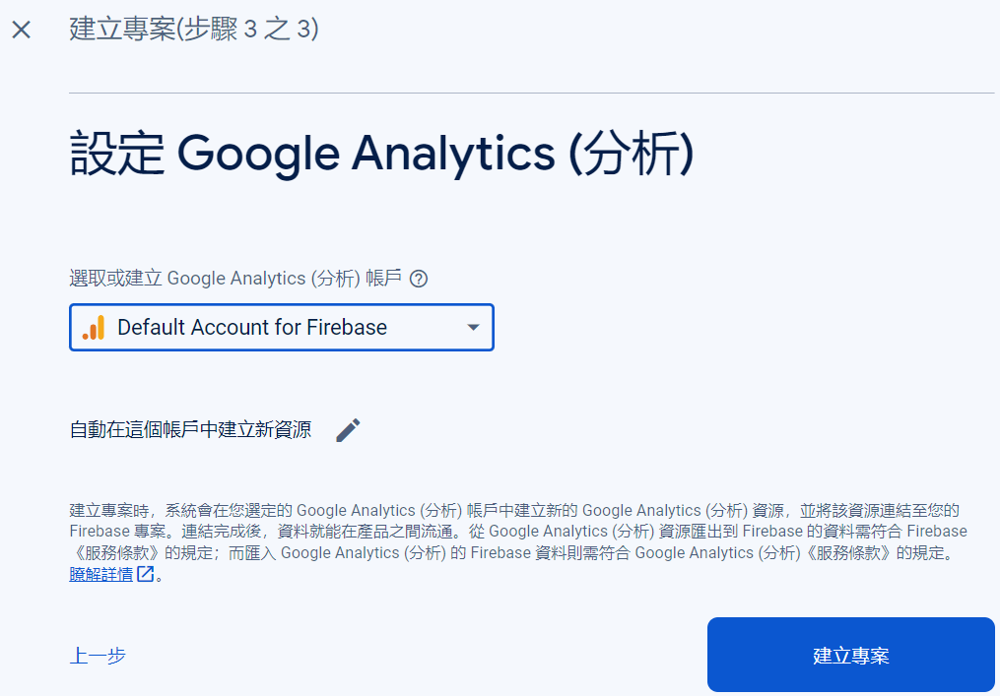 建立專案(步驟 3 之 3)
設定 Google Analytics (分析)
選取或建立 Google Analytics (分析) 帳戶
Default Account for Firebase
自動在這個帳戶中建立新資源
建立專案時，系統會在您選定的 Google Analytics (分析) 帳戶中建立新的 Google Analytics (分析) 資源，並將該資源連結至您的
Firebase 專案。連結完成後，資料就能在產品之間流通。從 Google Analytics (分析) 資源匯出到 Firebase 的資料需符合 Firebase
《服務條款》的規定；而匯入 Google Analytics (分析) 的 Firebase 資料則需符合 Google Analytics (分析)《服務條款》的規定。
瞭解詳情。
上一步
建立專案